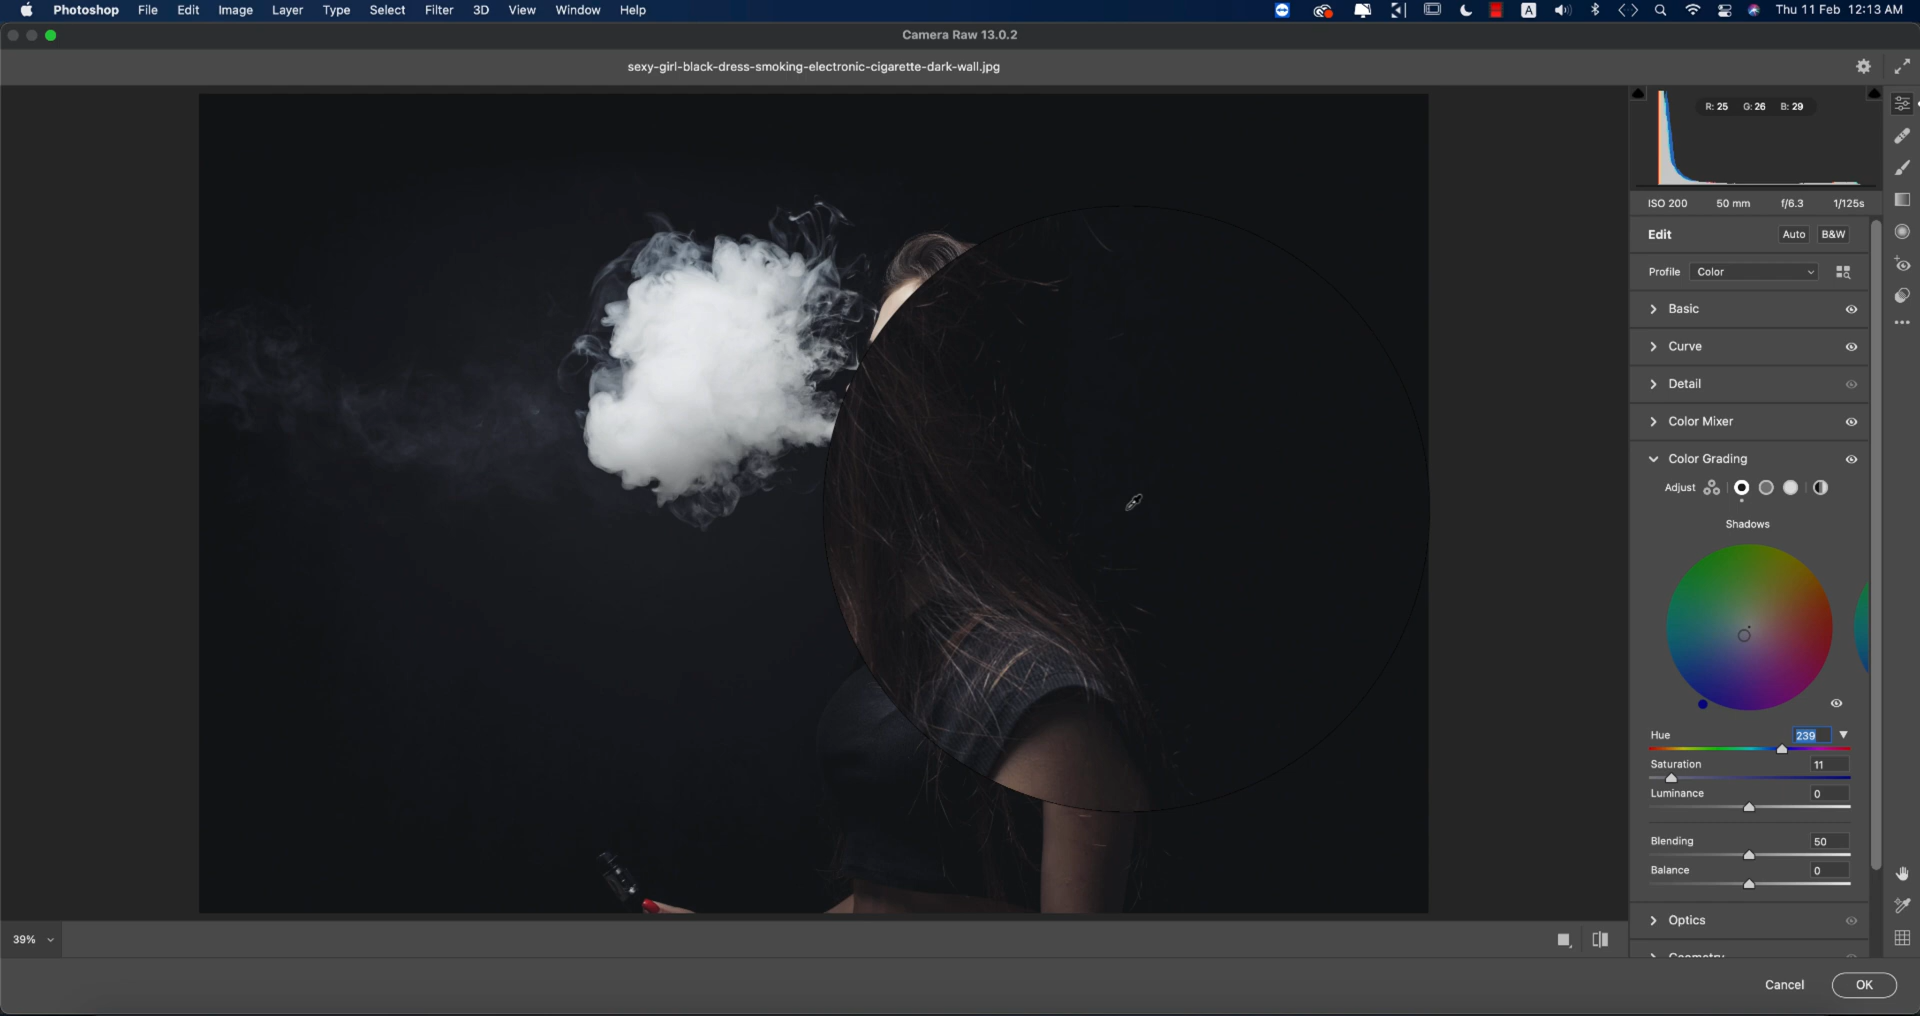 Photoshop File Edit Image Layer Type Select Filter 3D View Window Help A Thu 11 Feb 12:13 AM
Camera Raw 13.0.2
sexy-girl-black-dress-smoking-electronic-cigarette-dark-wall.jpg
R: 25 G: 26 B: 29
ISO 200 50 mm f/6.3 1/125s
Edit Auto B&W
Profile Color
Basic
Curve
Detail
Color Mixer
Color Grading
Adjust
Shadows
Hue 239
Saturation 11
Luminance 0
Blending 50
Balance 0
Optics
Geometry
39%
Cancel OK